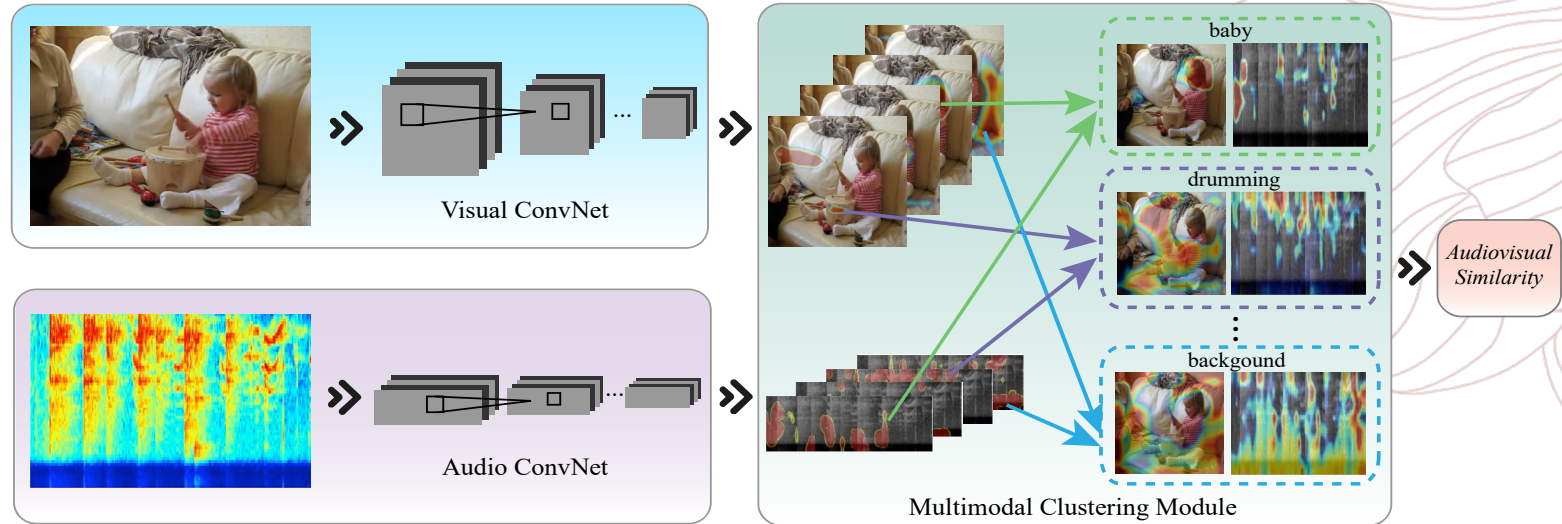 Visual ConvNet
...
Audio ConvNet
...
baby
drumming
backgound
Multimodal Clustering Module
Audiovisual
Similarity